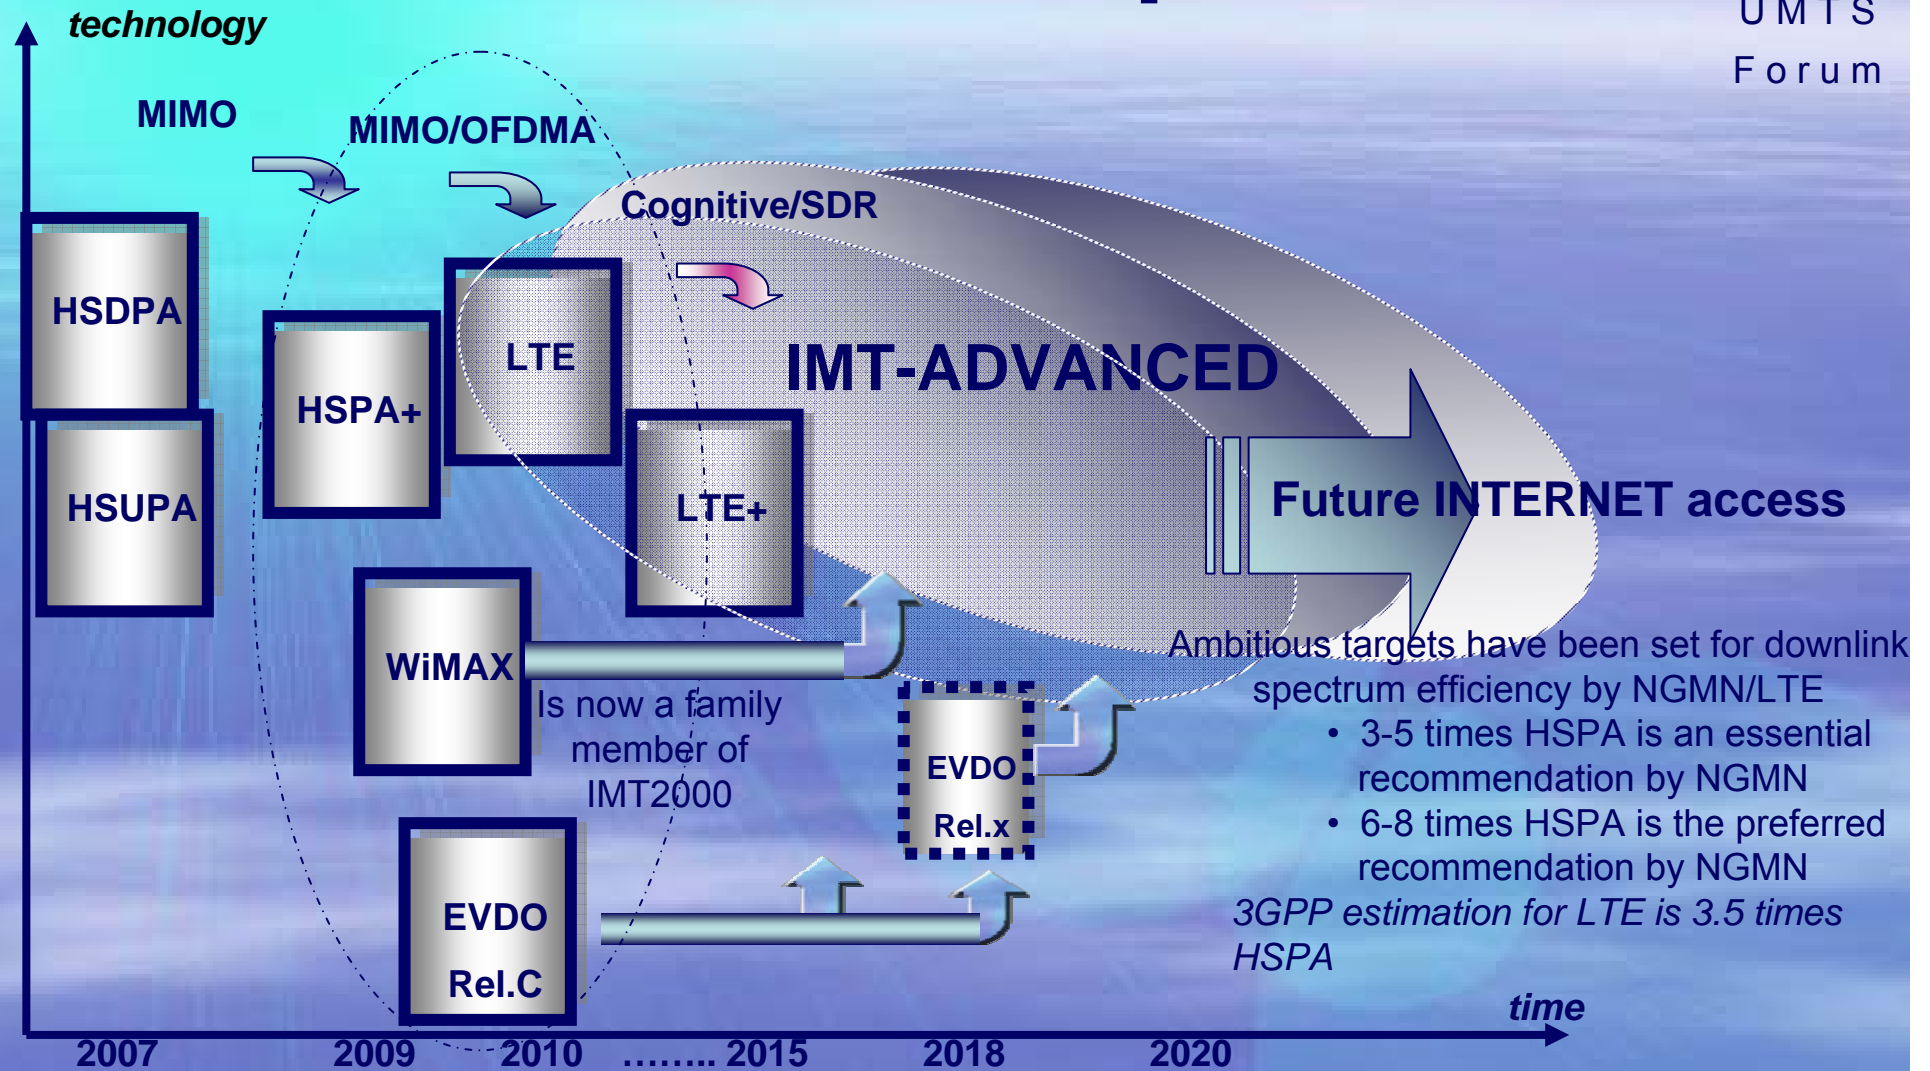 technology
U M T S
F o r u m
MIMO
MIMO/OFDMA
Cognitive/SDR
HSDPA
LTE
IMT-ADVANCED
HSPA+
HSUPA
LTE+
Future INTERNET access
WiMAX
Is now a family
member of
IMT2000
Ambitious targets have been set for downlink
spectrum efficiency by NGMN/LTE
• 3-5 times HSPA is an essential
recommendation by NGMN
• 6-8 times HSPA is the preferred
recommendation by NGMN
3GPP estimation for LTE is 3.5 times
HSPA
EVDO
Rel.x
EVDO
Rel.C
time
2007 2009 2010 …….. 2015 2018 2020